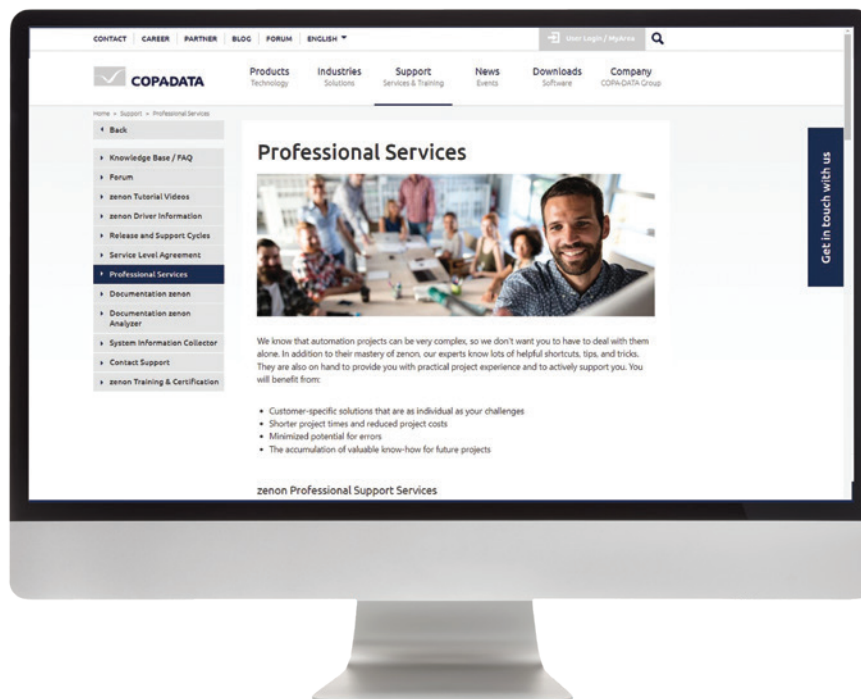 CONTACT CAREER PARTNER BLOG FORUM ENGLISH
User Login / MyArea
COPADATA
Products Industries Support News Downloads Company
Technology Solutions Services & Training Events Software COPA-DATA Group
Home » Support » Professional Services
Back
Knowledge Base / FAQ
Forum
zenon Tutorial Videos
zenon Driver Information
Release and Support Cycles
Service Level Agreement
Professional Services
Documentation zenon
Documentation zenon
Analyzer
System Information Collector
Contact Support
zenon Training & Certification
Professional Services
We know that automation projects can be very complex, so we don't want you to have to deal with them
alone. In addition to their mastery of zenon, our experts know lots of helpful shortcuts, tips, and tricks.
They are also on hand to provide you with practical project experience and to actively support you. You
will benefit from:
• Customer-specific solutions that are as individual as your challenges
• Shorter project times and reduced project costs
• Minimized potential for errors
• The accumulation of valuable know-how for future projects
zenon Professional Support Services
Get in touch with us